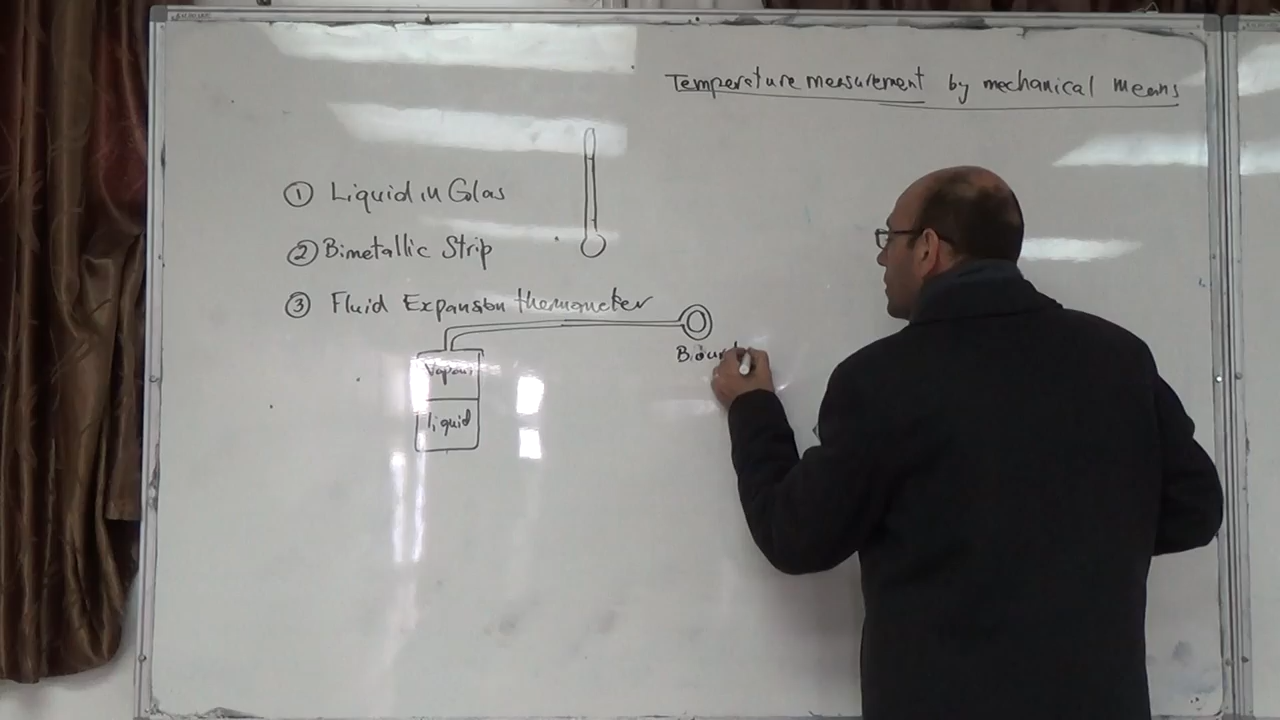 Temperature measurement by mechanical means
① Liquid in Glas
② Bimetallic Strip
③ Fluid Expansion thermometer
Vapour
liquid